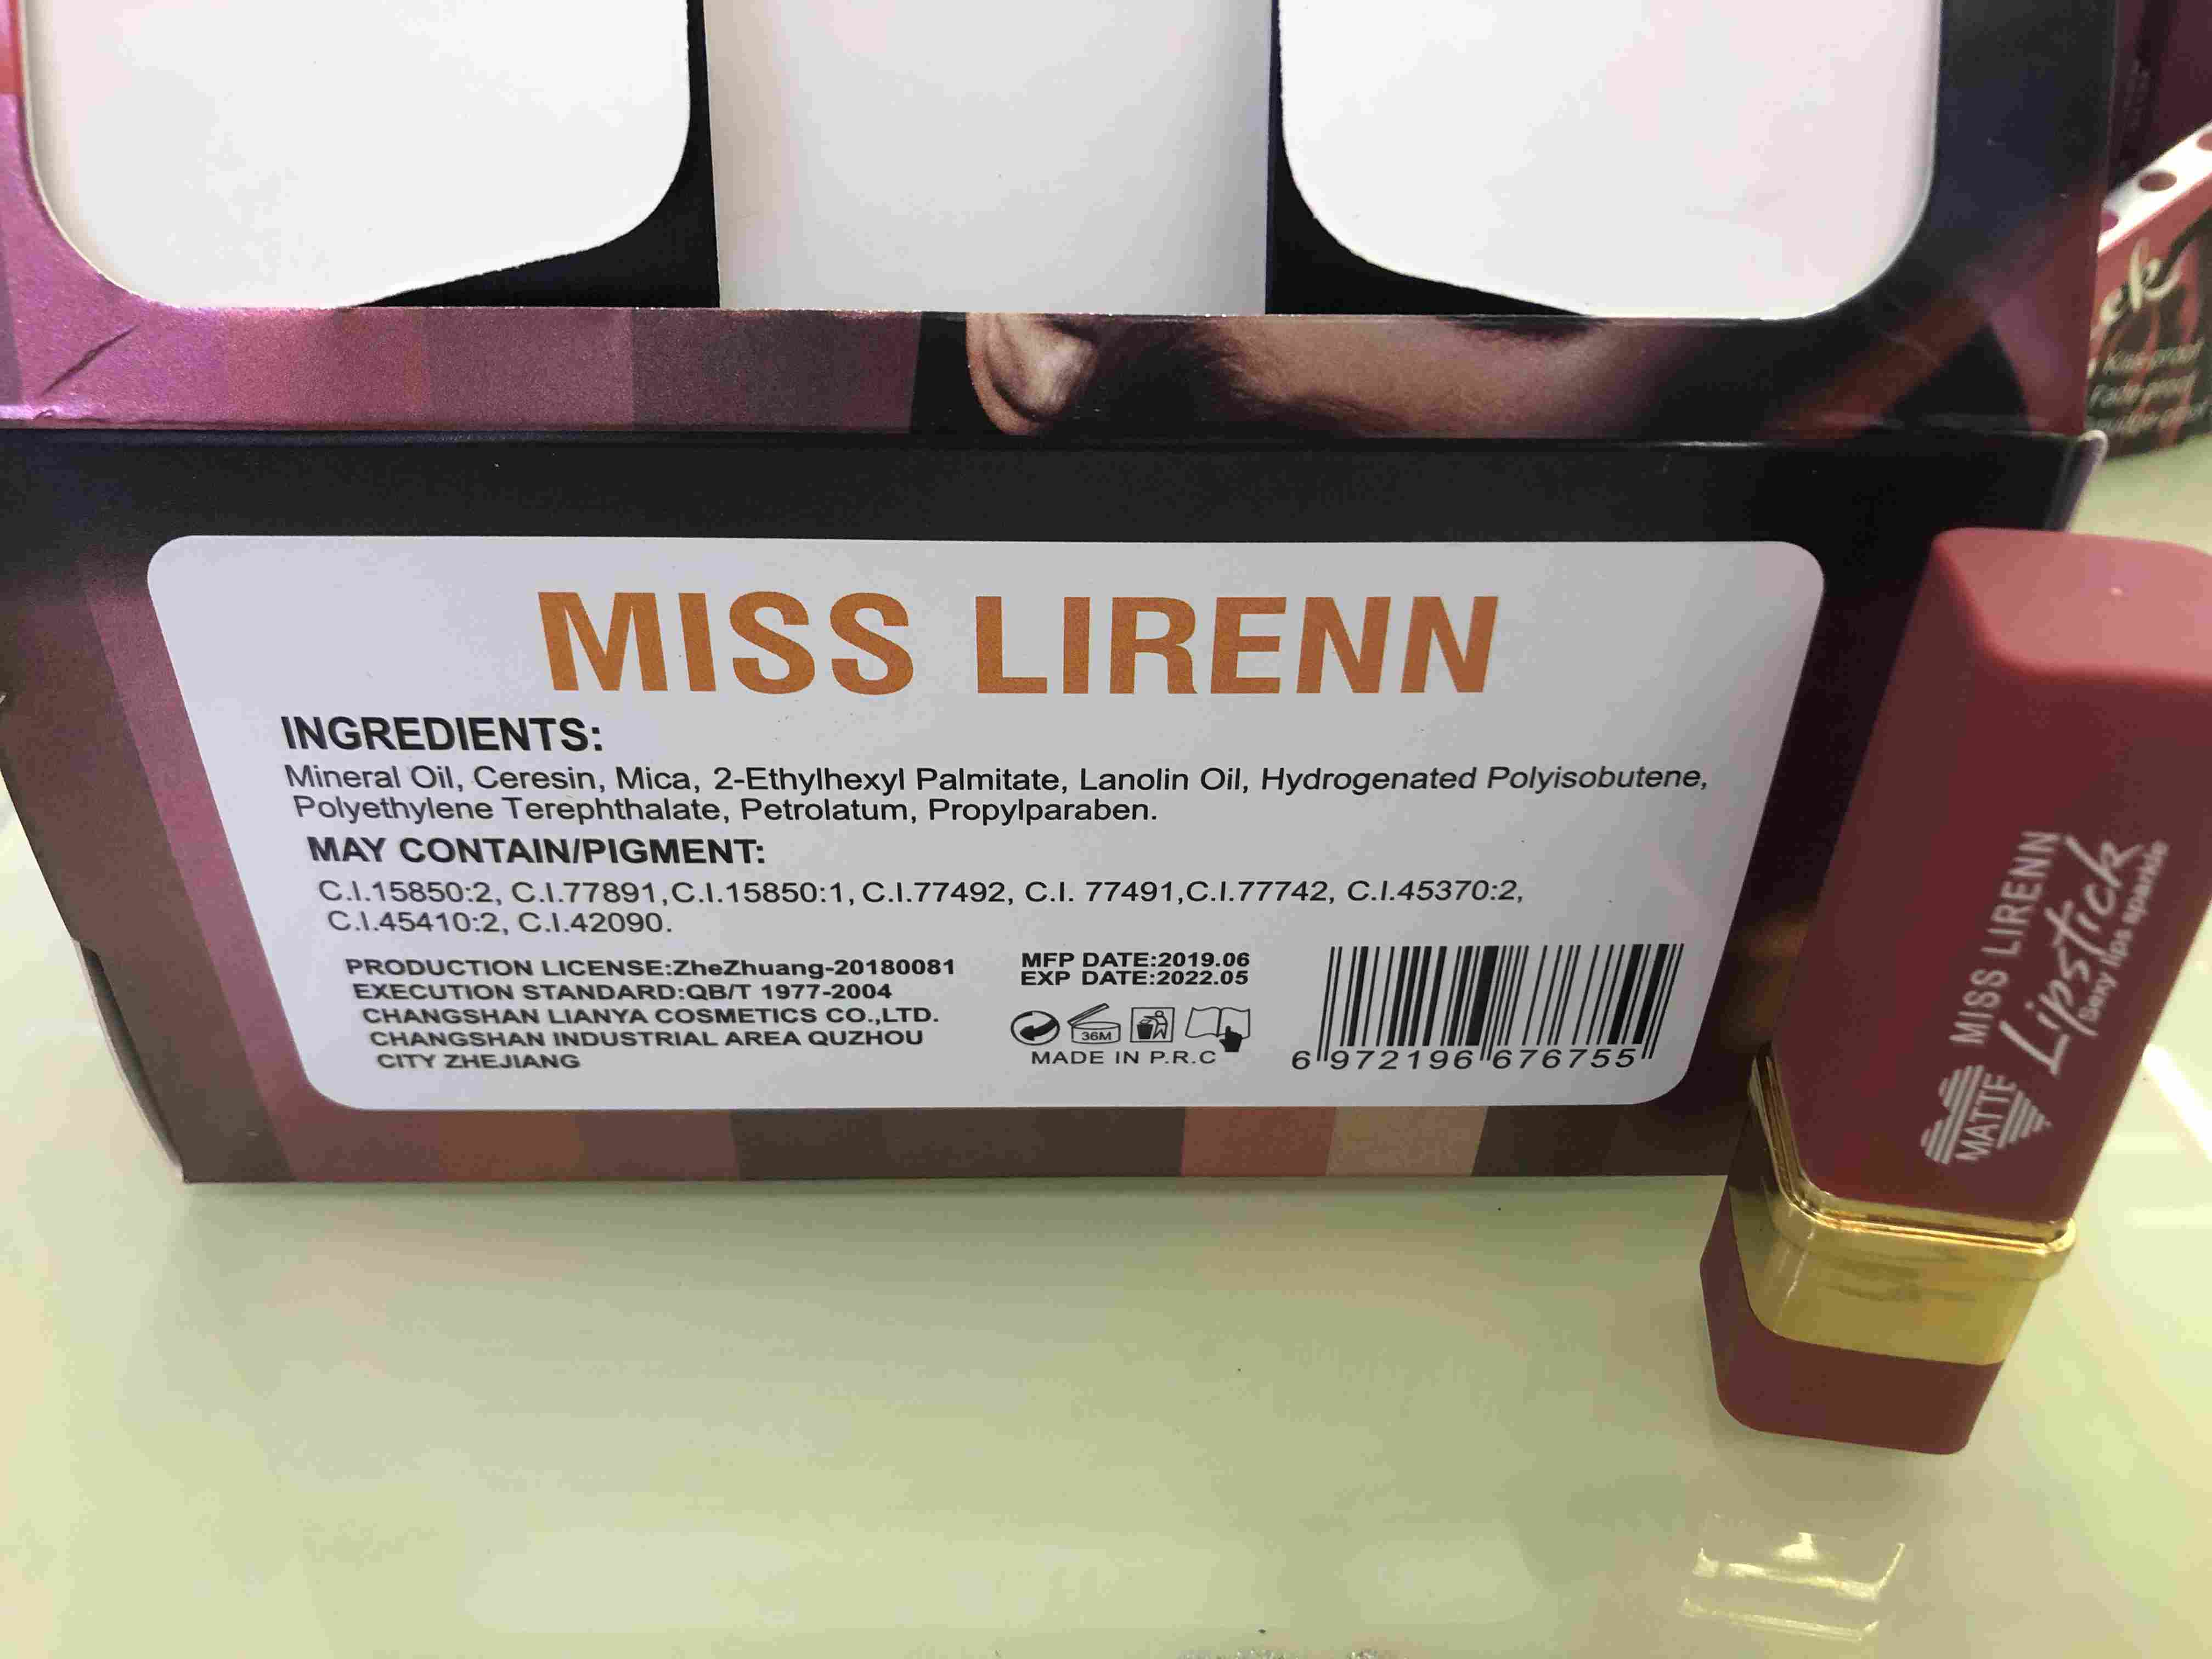 MISS LIRENN
INGREDIENTS:
Mineral Oil, Ceresin, Mica, 2-Ethylhexyl Palmitate, Lanolin Oil, Hydrogenated Polyisobutene,
Polyethylene Terephthalate, Petrolatum, Propylparaben.
MAY CONTAIN/PIGMENT:
C.I.15850:2, C.I.77891,C.I.15850:1, C.I.77492, C.I. 77491,C.I.77742, C.I.45370:2,
C.I.45410:2, C.I.42090.
PRODUCTION LICENSE:ZheZhuang-20180081
EXECUTION STANDARD:QB/T 1977-2004
CHANGSHAN LIANYA COSMETICS CO.,LTD.
CHANGSHAN INDUSTRIAL AREA QUZHOU
CITY ZHEJIANG
MFP DATE:2019.06
EXP DATE:2022.05
36M
MADE IN P.R.C
6 972196 676755
MATTE
MISS LIRENN
Lipstick
Sexy lips sparkle